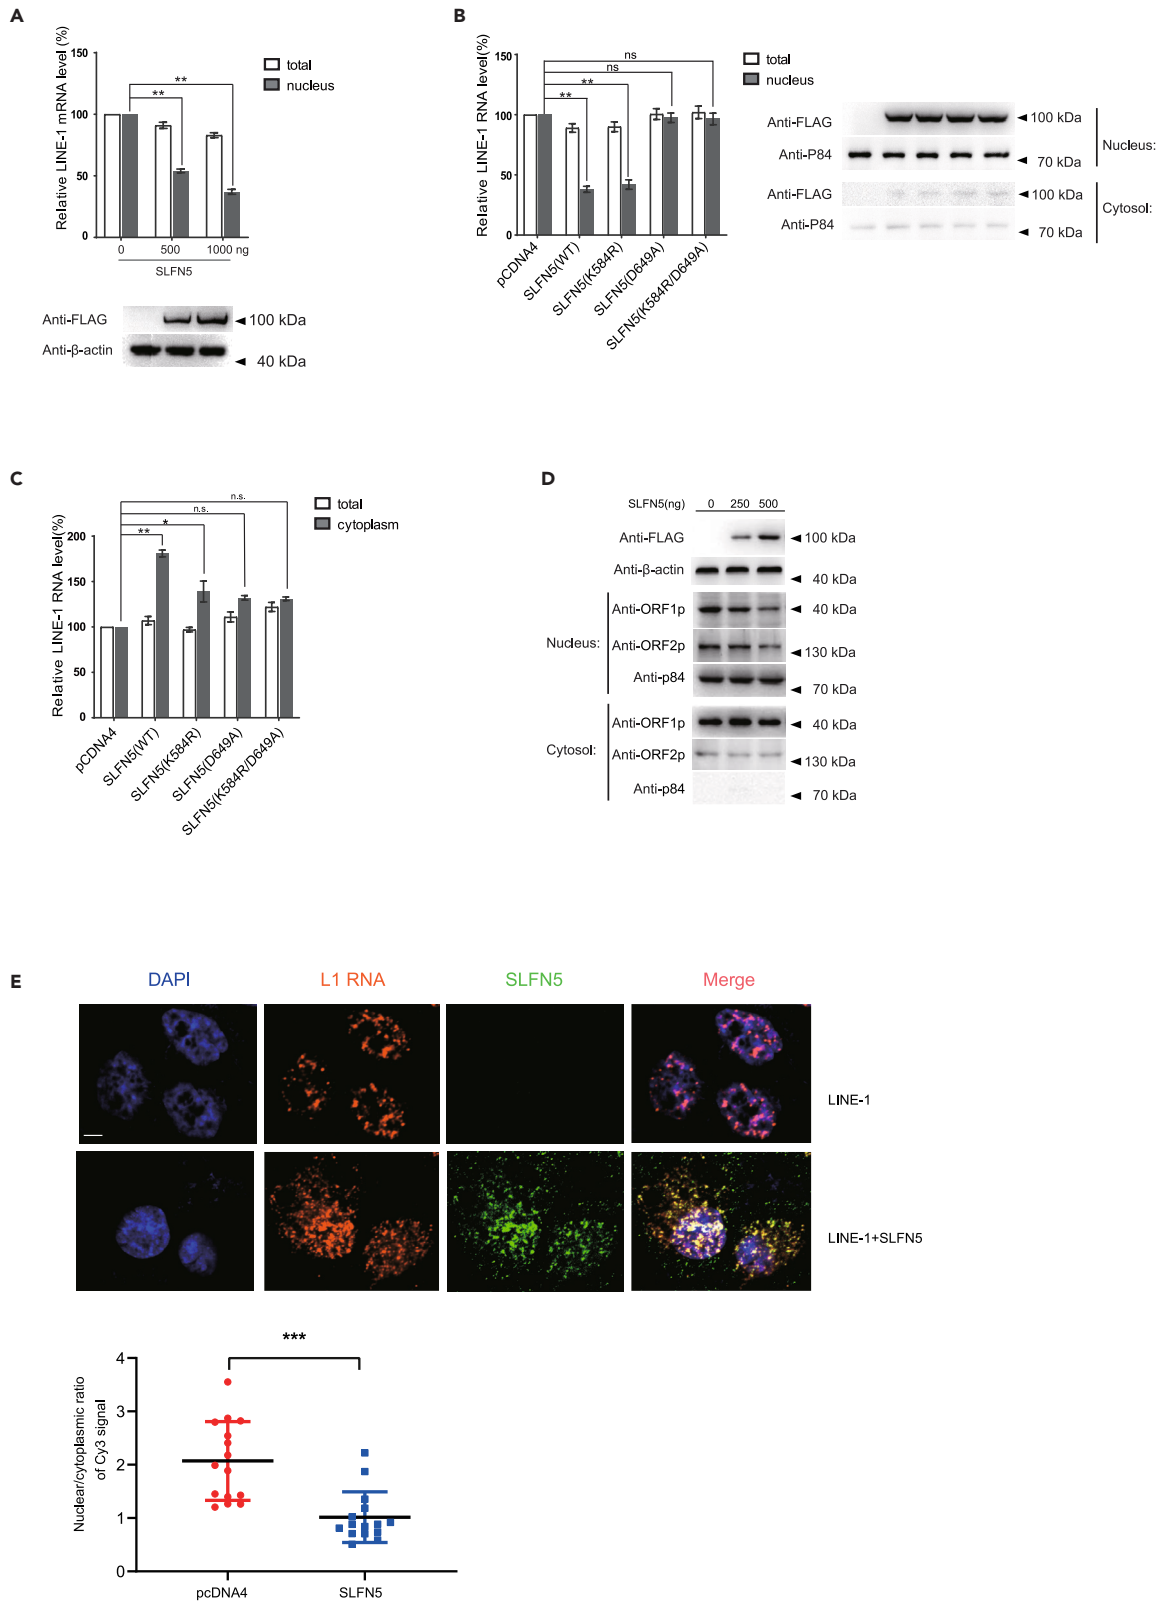 A
Relative LINE-1 mRNA level (%)
150
100
50
0
total
nucleus
**
**
0 500 1000 ng
SLFN5
Anti-FLAG 100 kDa
Anti-β-actin 40 kDa
B
Relative LINE-1 RNA level(%)
150
100
50
0
total
nucleus
ns
ns
**
**
pCDNA4
SLFN5(WT)
SLFN5(K584R)
SLFN5(D649A)
SLFN5(K584R/D649A)
Anti-FLAG 100 kDa
Anti-P84 70 kDa
Nucleus:
Anti-FLAG 100 kDa
Anti-P84 70 kDa
Cytosol:
C
Relative LINE-1 RNA level(%)
200
150
100
50
0
total
cytoplasm
n.s.
n.s.
*
**
pCDNA4
SLFN5(WT)
SLFN5(K584R)
SLFN5(D649A)
SLFN5(K584R/D649A)
D
SLFN5(ng) 0 250 500
Anti-FLAG 100 kDa
Anti-β-actin 40 kDa
Nucleus:
Anti-ORF1p 40 kDa
Anti-ORF2p 130 kDa
Anti-p84 70 kDa
Cytosol:
Anti-ORF1p 40 kDa
Anti-ORF2p 130 kDa
Anti-p84 70 kDa
E
DAPI L1 RNA SLFN5 Merge
LINE-1
LINE-1+SLFN5
Nuclear/cytoplasmic ratio
of Cy3 signal
4
3
2
1
0
***
pcDNA4 SLFN5